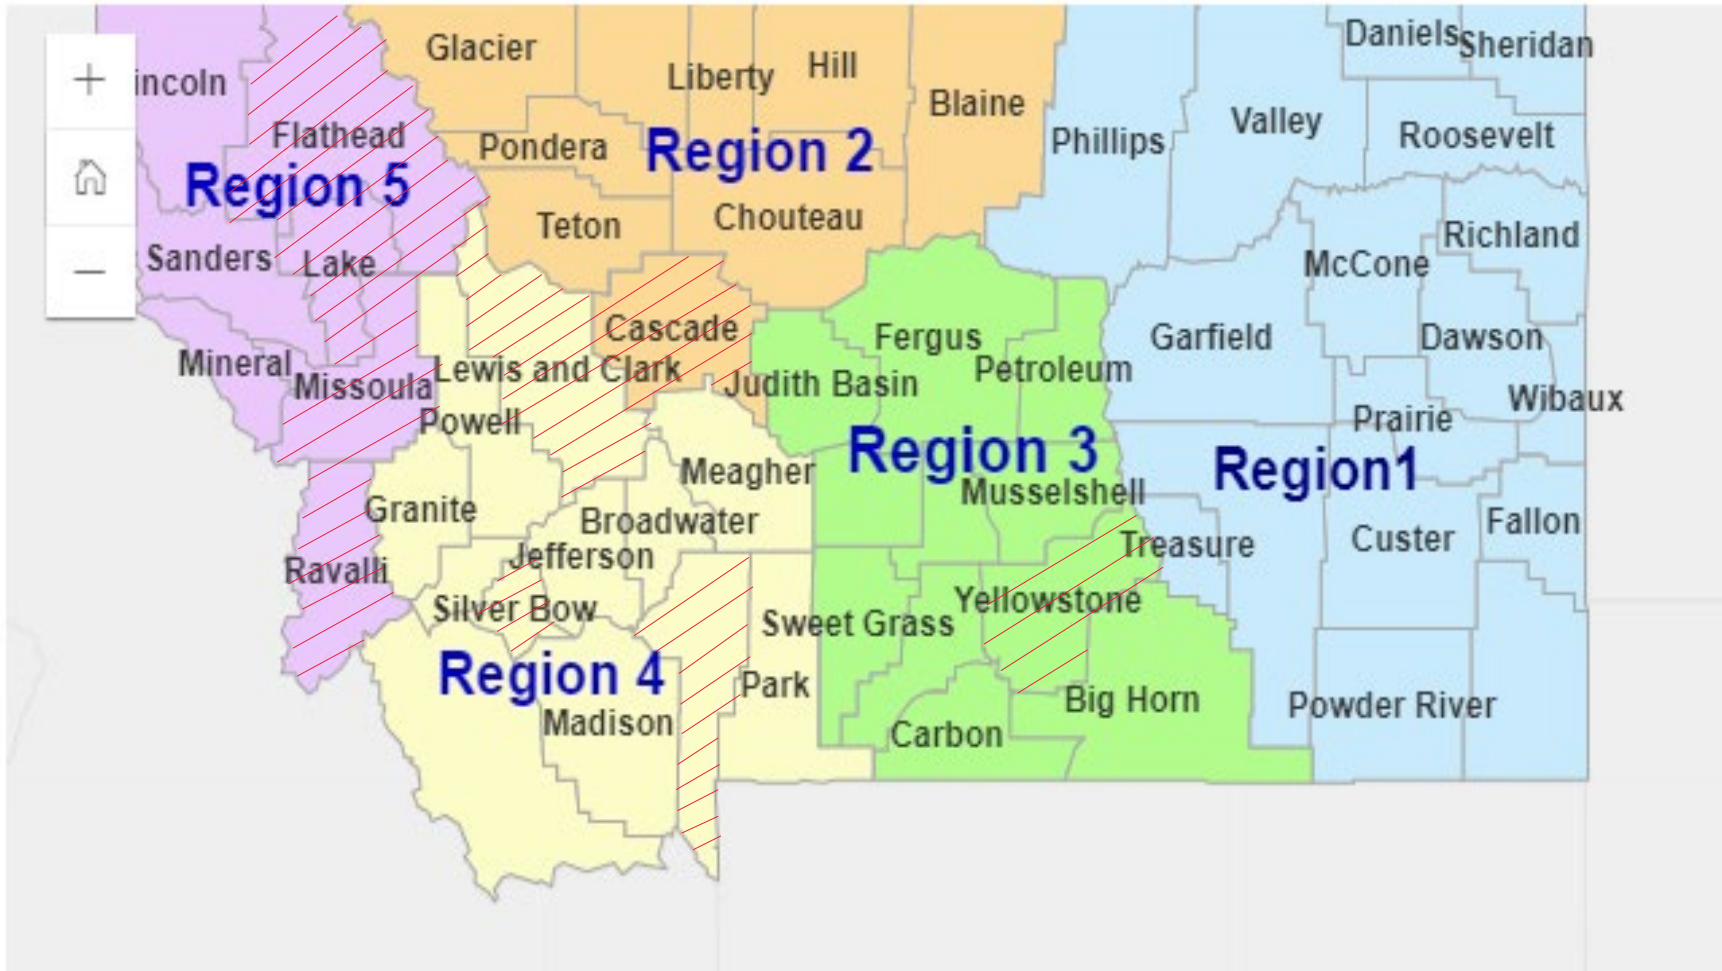 Daniels
Sheridan
Glacier
Hill
Liberty
incoln
Blaine
Valley
Roosevelt
Flathead
Phillips
Pondera
Region 2
Region 5
Chouteau
Teton
Richland
Sanders
Lake
McCone
Cascade
Fergus
Garfield
Dawson
Mineral
Lewis and Clark
Petroleum
Missoula
Judith Basin
Wibaux
Powell
Prairie
Region 3
Region1
Meagher
Musselshell
Granite
Broadwater
Fallon
Jefferson
Treasure
Custer
Ravalli
Yellowstone
Silver Bow
Sweet Grass
Region 4
Park
Big Horn
Powder River
Madison
Carbon